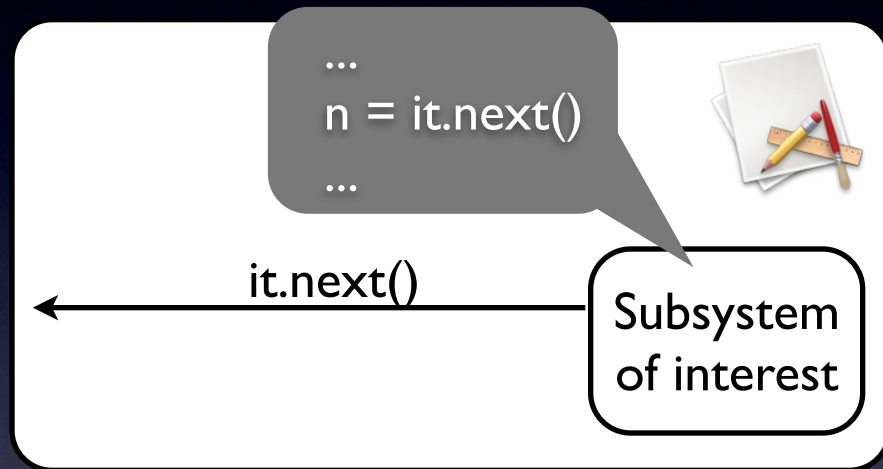 ...
n = it.next()
...
it.next()
Subsystem
of interest